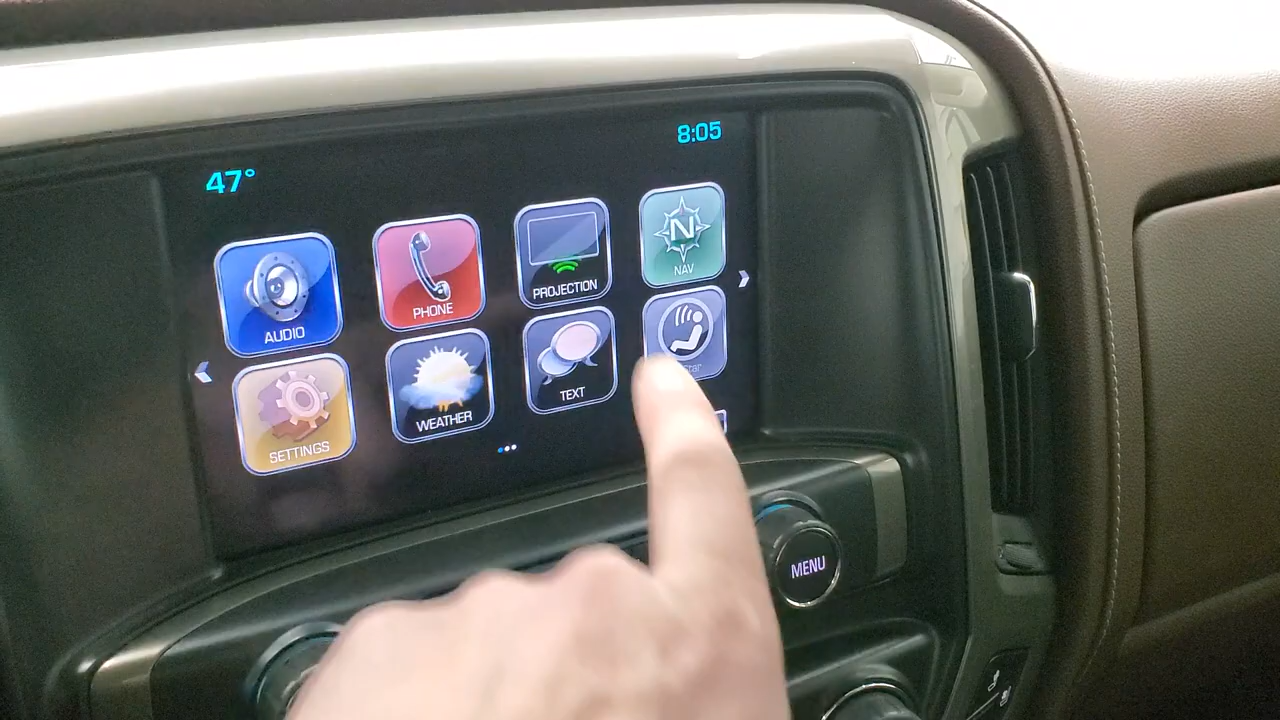 47°
8:05
AUDIO
PHONE
PROJECTION
N
NAV
SETTINGS
WEATHER
TEXT
MENU